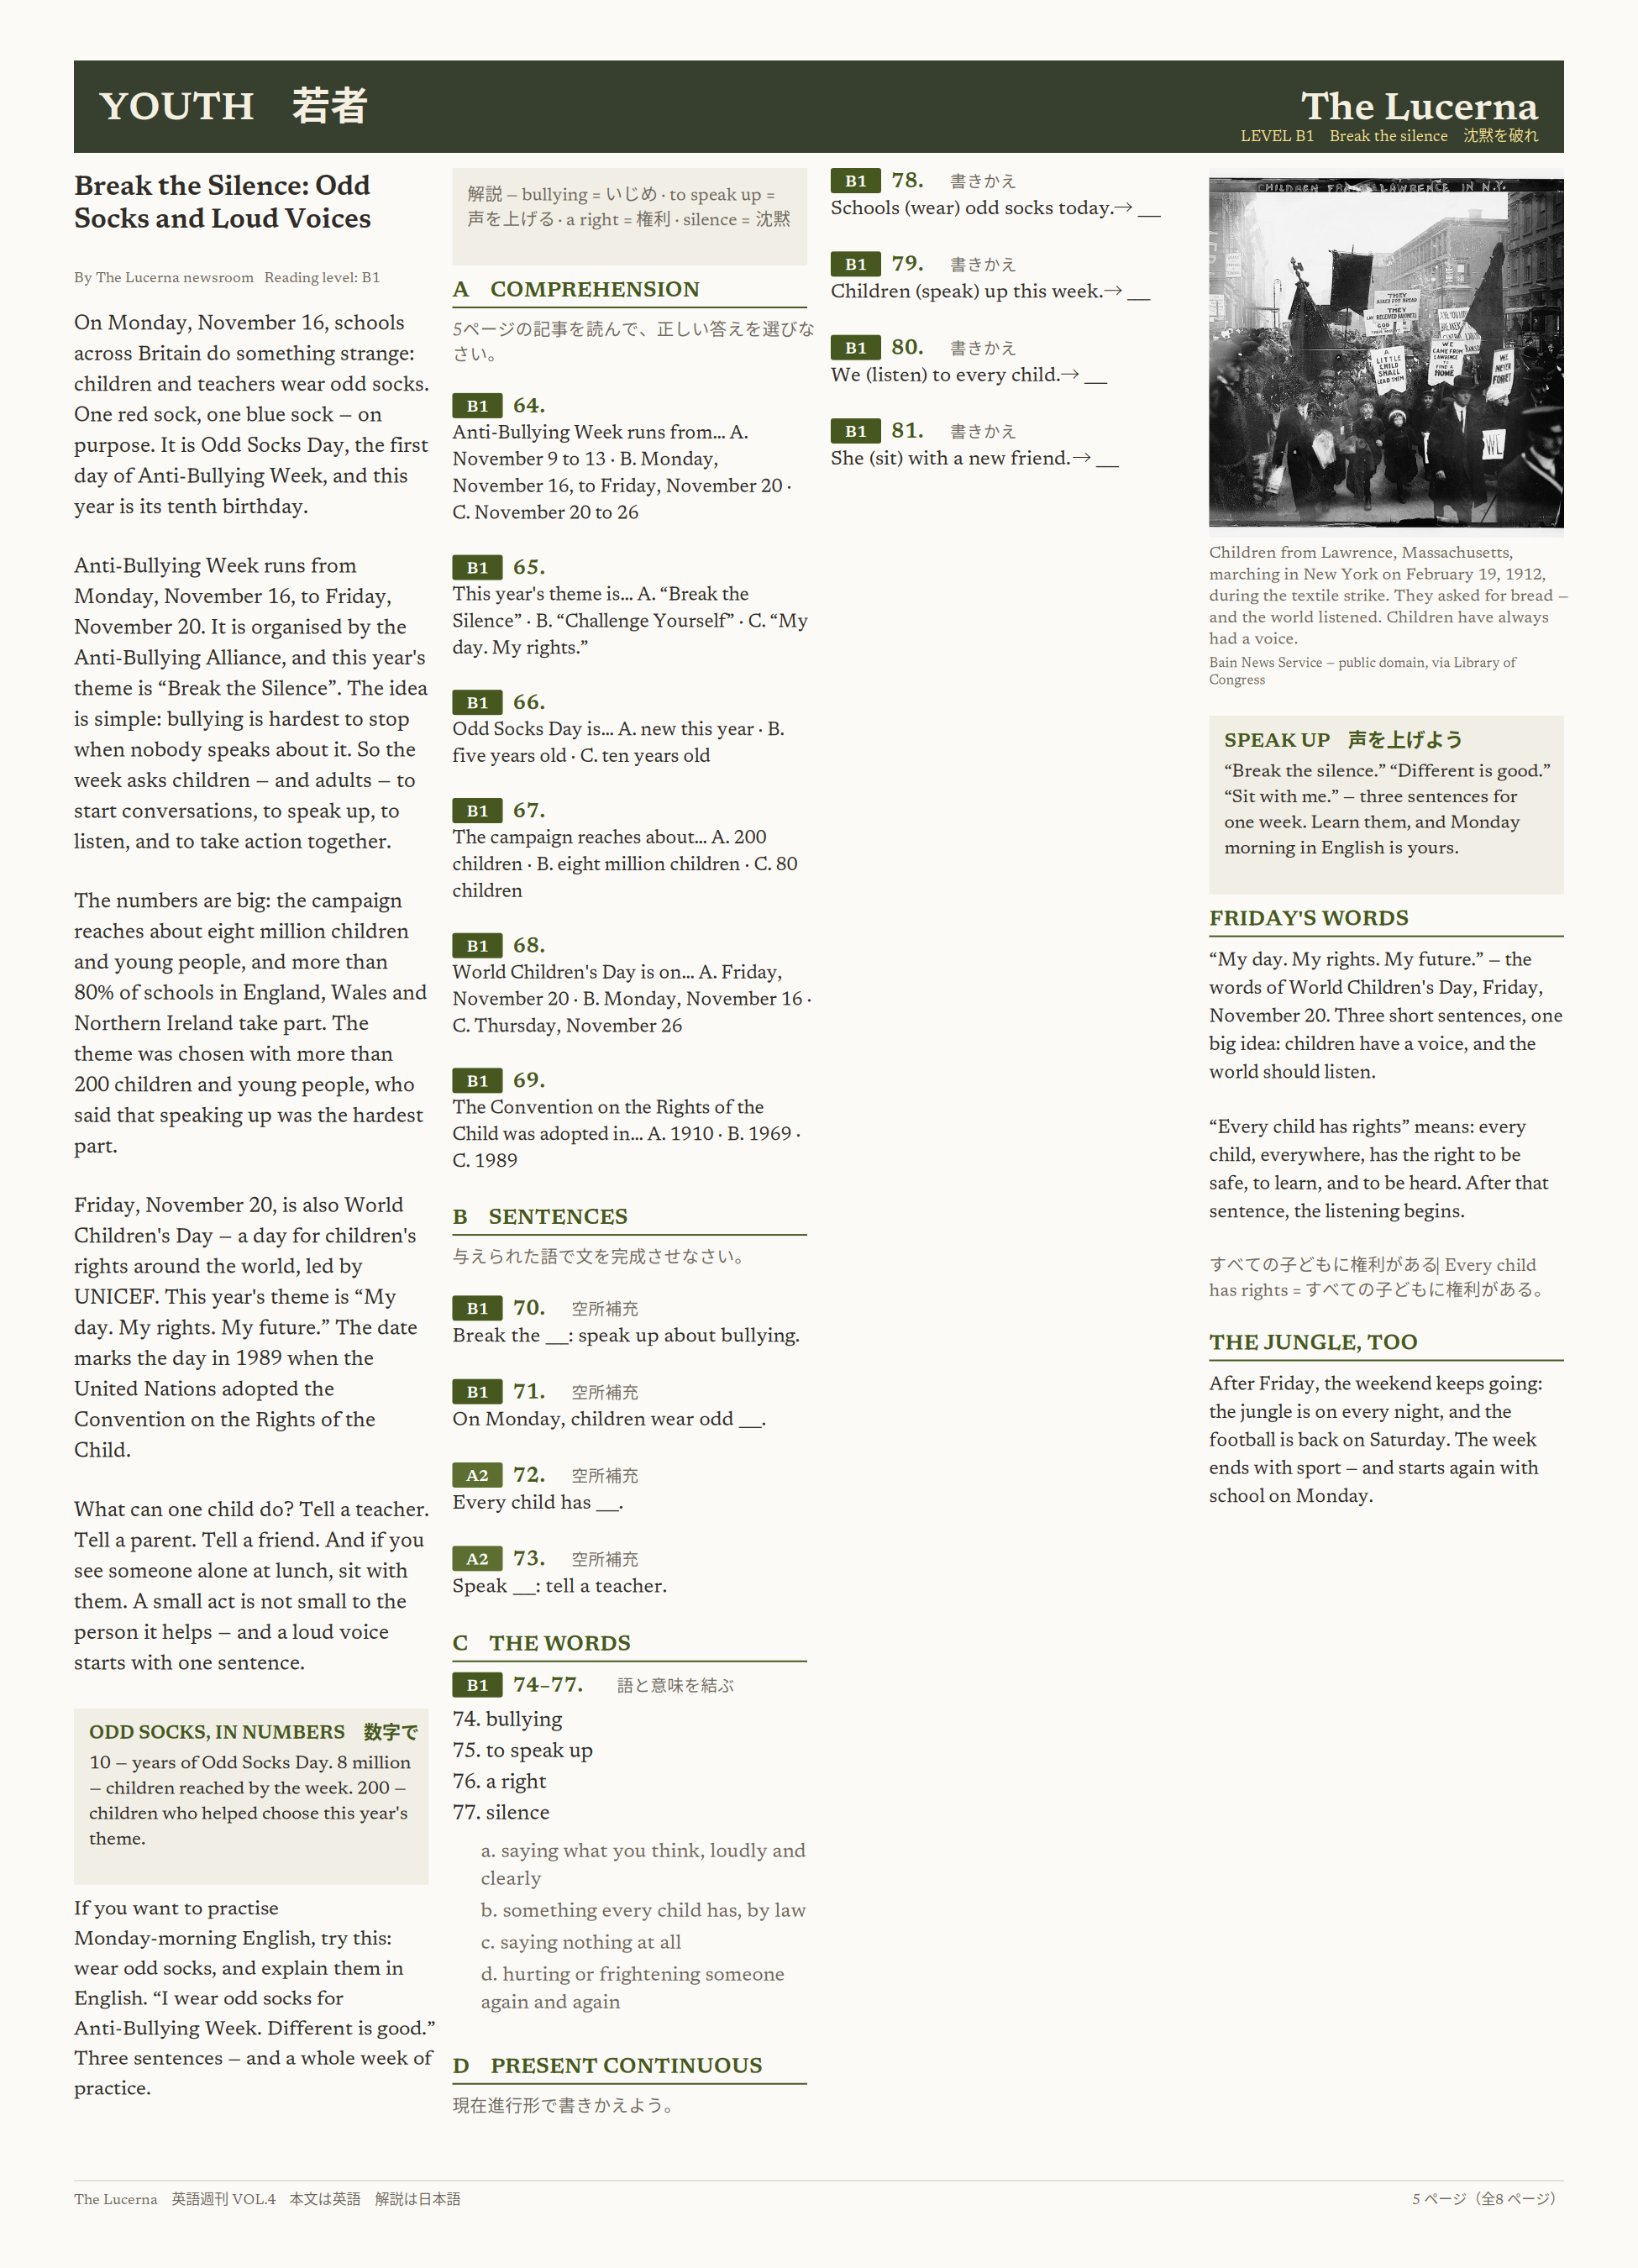 YOUTH 若者
The Lucerna
LEVEL B1 Break the silence 沈黙を破れ
Break the Silence: Odd
Socks and Loud Voices
By The Lucerna newsroom Reading level: B1
On Monday, November 16, schools
across Britain do something strange:
children and teachers wear odd socks.
One red sock, one blue sock – on
purpose. It is Odd Socks Day, the first
day of Anti-Bullying Week, and this
year is its tenth birthday.
Anti-Bullying Week runs from
Monday, November 16, to Friday,
November 20. It is organised by the
Anti-Bullying Alliance, and this year's
theme is “Break the Silence”. The idea
is simple: bullying is hardest to stop
when nobody speaks about it. So the
week asks children – and adults – to
start conversations, to speak up, to
listen, and to take action together.
The numbers are big: the campaign
reaches about eight million children
and young people, and more than
80% of schools in England, Wales and
Northern Ireland take part. The
theme was chosen with more than
200 children and young people, who
said that speaking up was the hardest
part.
Friday, November 20, is also World
Children's Day – a day for children's
rights around the world, led by
UNICEF. This year's theme is “My
day. My rights. My future.” The date
marks the day in 1989 when the
United Nations adopted the
Convention on the Rights of the
Child.
What can one child do? Tell a teacher.
Tell a parent. Tell a friend. And if you
see someone alone at lunch, sit with
them. A small act is not small to the
person it helps – and a loud voice
starts with one sentence.
ODD SOCKS, IN NUMBERS 数字で
10 – years of Odd Socks Day. 8 million
– children reached by the week. 200 –
children who helped choose this year's
theme.
If you want to practise
Monday-morning English, try this:
wear odd socks, and explain them in
English. “I wear odd socks for
Anti-Bullying Week. Different is good.”
Three sentences – and a whole week of
practice.
解説 – bullying = いじめ · to speak up =
声を上げる · a right = 権利 · silence = 沈黙
A COMPREHENSION
5ページの記事を読んで、正しい答えを選びな
さい。
B1 64.
Anti-Bullying Week runs from... A.
November 9 to 13 · B. Monday,
November 16, to Friday, November 20 ·
C. November 20 to 26
B1 65.
This year's theme is... A. “Break the
Silence” · B. “Challenge Yourself” · C. “My
day. My rights.”
B1 66.
Odd Socks Day is... A. new this year · B.
five years old · C. ten years old
B1 67.
The campaign reaches about... A. 200
children · B. eight million children · C. 80
children
B1 68.
World Children's Day is on... A. Friday,
November 20 · B. Monday, November 16 ·
C. Thursday, November 26
B1 69.
The Convention on the Rights of the
Child was adopted in... A. 1910 · B. 1969 ·
C. 1989
B SENTENCES
与えられた語で文を完成させなさい。
B1 70. 空所補充
Break the __: speak up about bullying.
B1 71. 空所補充
On Monday, children wear odd __.
A2 72. 空所補充
Every child has __.
A2 73. 空所補充
Speak __: tell a teacher.
C THE WORDS
B1 74–77. 語と意味を結ぶ
74. bullying
75. to speak up
76. a right
77. silence
a. saying what you think, loudly and
clearly
b. something every child has, by law
c. saying nothing at all
d. hurting or frightening someone
again and again
D PRESENT CONTINUOUS
現在進行形で書きかえよう。
B1 78. 書きかえ
Schools (wear) odd socks today.→ __
B1 79. 書きかえ
Children (speak) up this week.→ __
B1 80. 書きかえ
We (listen) to every child.→ __
B1 81. 書きかえ
She (sit) with a new friend.→ __
CHILDREN FROM LAWRENCE IN N.Y.
THEY
ASKED FOR BREAD
THEY
RECEIVED BAYONETS
A
LITTLE
CHILD
SHALL
LEAD THEM
WE
CAME FROM
LAWRENCE
TO
FIND A
HOME
WE
NEVER
FORGET
WE
Children from Lawrence, Massachusetts,
marching in New York on February 19, 1912,
during the textile strike. They asked for bread –
and the world listened. Children have always
had a voice.
Bain News Service – public domain, via Library of
Congress
SPEAK UP 声を上げよう
“Break the silence.” “Different is good.”
“Sit with me.” – three sentences for
one week. Learn them, and Monday
morning in English is yours.
FRIDAY'S WORDS
“My day. My rights. My future.” – the
words of World Children's Day, Friday,
November 20. Three short sentences, one
big idea: children have a voice, and the
world should listen.
“Every child has rights” means: every
child, everywhere, has the right to be
safe, to learn, and to be heard. After that
sentence, the listening begins.
すべての子どもに権利がある| Every child
has rights = すべての子どもに権利がある。
THE JUNGLE, TOO
After Friday, the weekend keeps going:
the jungle is on every night, and the
football is back on Saturday. The week
ends with sport – and starts again with
school on Monday.
The Lucerna 英語週刊 VOL.4 本文は英語 解説は日本語
5 ページ（全8 ページ）